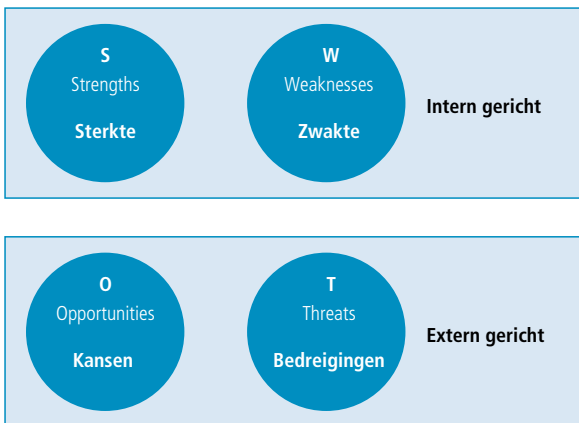 S
Strengths
Sterkte
W
Weaknesses
Zwakte
Intern gericht
O
Opportunities
Kansen
T
Threats
Bedreigingen
Extern gericht